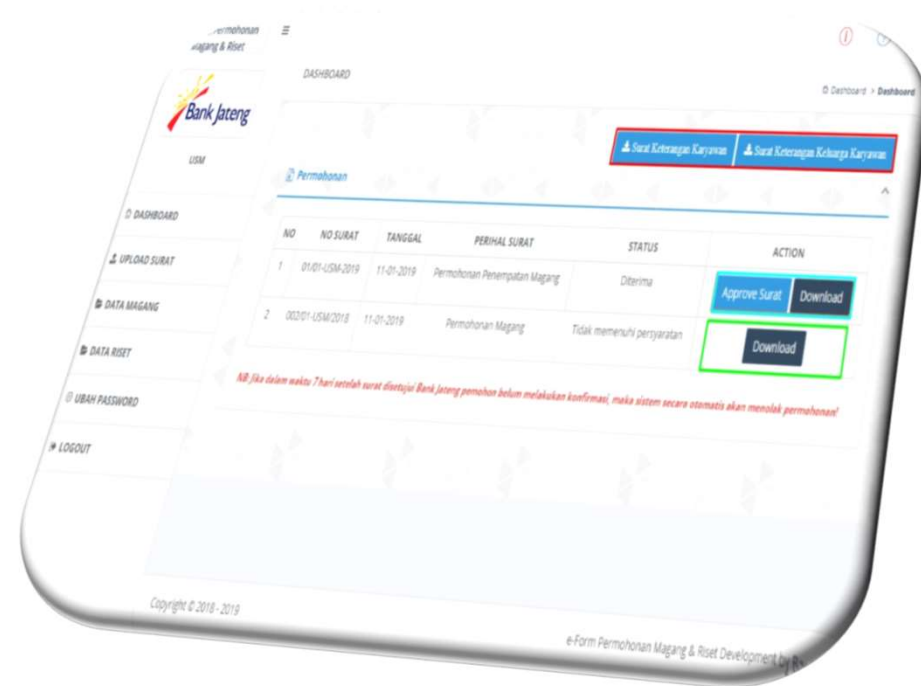 Permohonan
Magang & Riset
Bank Jateng
USM
DASHBOARD
UPLOAD SURAT
DATA MAGANG
DATA RISET
UBAH PASSWORD
LOGOUT
DASHBOARD
Dashboard > Dashboard
Surat Keterangan Karyawan
Surat Keterangan Keluarga Karyawan
Permohonan
NO NO SURAT TANGGAL PERIHAL SURAT STATUS ACTION
1 01/01-USM-2019 11-01-2019 Permohonan Penempatan Magang Diterima Approve Surat Download
2 002/01-USM/2018 11-01-2019 Permohonan Magang Tidak memenuhi persyaratan Download
NB: Jika dalam waktu 7 hari setelah surat disetujui Bank Jateng pemohon belum melakukan konfirmasi, maka sistem secara otomatis akan menolak permohonan!
Copyright © 2018 - 2019
e-Form Permohonan Magang & Riset Development by